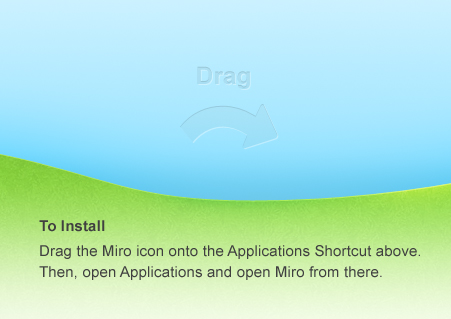 Drag
To Install
Drag the Miro icon onto the Applications Shortcut above.
Then, open Applications and open Miro from there.